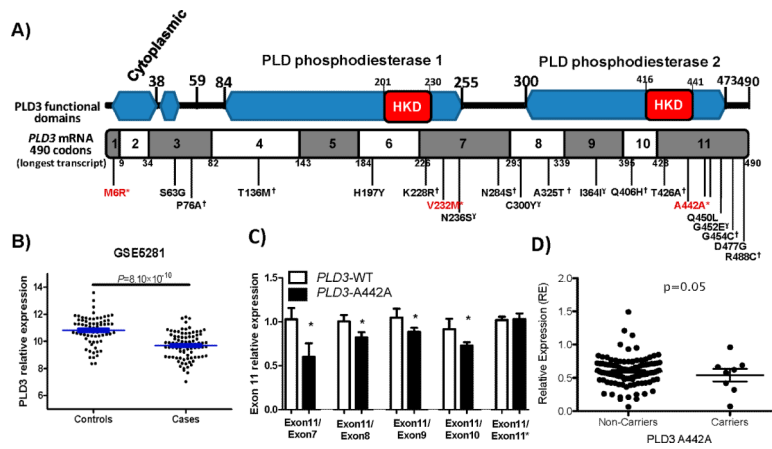 A)
Cytoplasmic
PLD phosphodiesterase 1
PLD phosphodiesterase 2
38 59 84 201 230 255 300 416 441 473 490
PLD3 functional
domains
HKD HKD
PLD3 mRNA
490 codons
(longest transcript)
1 2 3 4 5 6 7 8 9 10 11
9 34 82 143 184 226 293 339 396 428 490
M6R* S63G T136M† H197Y K228R† N284S† A325T † I364I¥ Q406H† T426A†
P76A† V232M* C300Y¥ A442A*
N236S¥ Q450L
G452E¥
G454C†
D477G
R488C†
B)
GSE5281
P=8.10×10-10
PLD3 relative expression
14
12
10
8
6
Controls Cases
C)
PLD3-WT
PLD3-A442A
Exon 11 relative expression
1.5
1.0
0.5
0.0
* * * *
Exon11/ Exon11/ Exon11/ Exon11/ Exon11/
Exon7 Exon8 Exon9 Exon10 Exon11*
D)
p=0.05
Relative Expression (RE)
2.0
1.5
1.0
0.5
0.0
Non-Carriers Carriers
PLD3 A442A